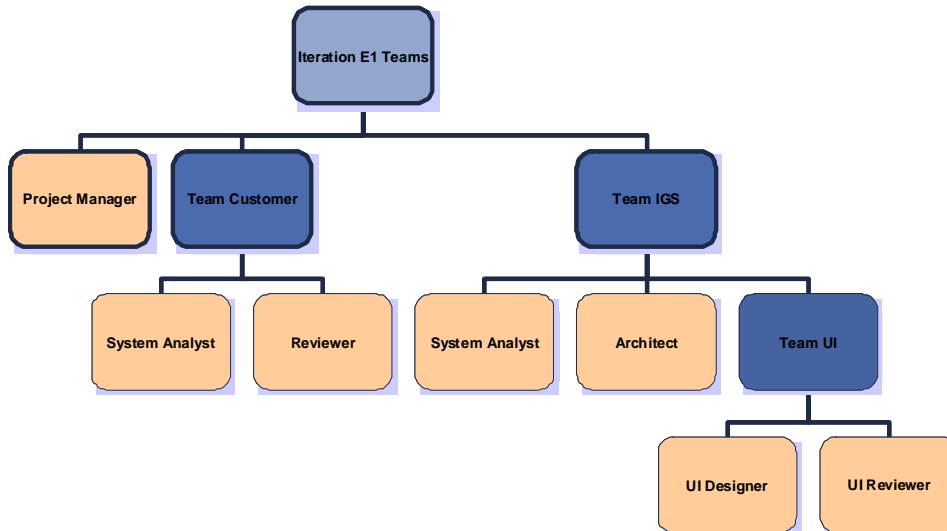 Iteration E1 Teams
Project Manager
Team Customer
Team IGS
System Analyst
Reviewer
System Analyst
Architect
Team UI
UI Designer
UI Reviewer